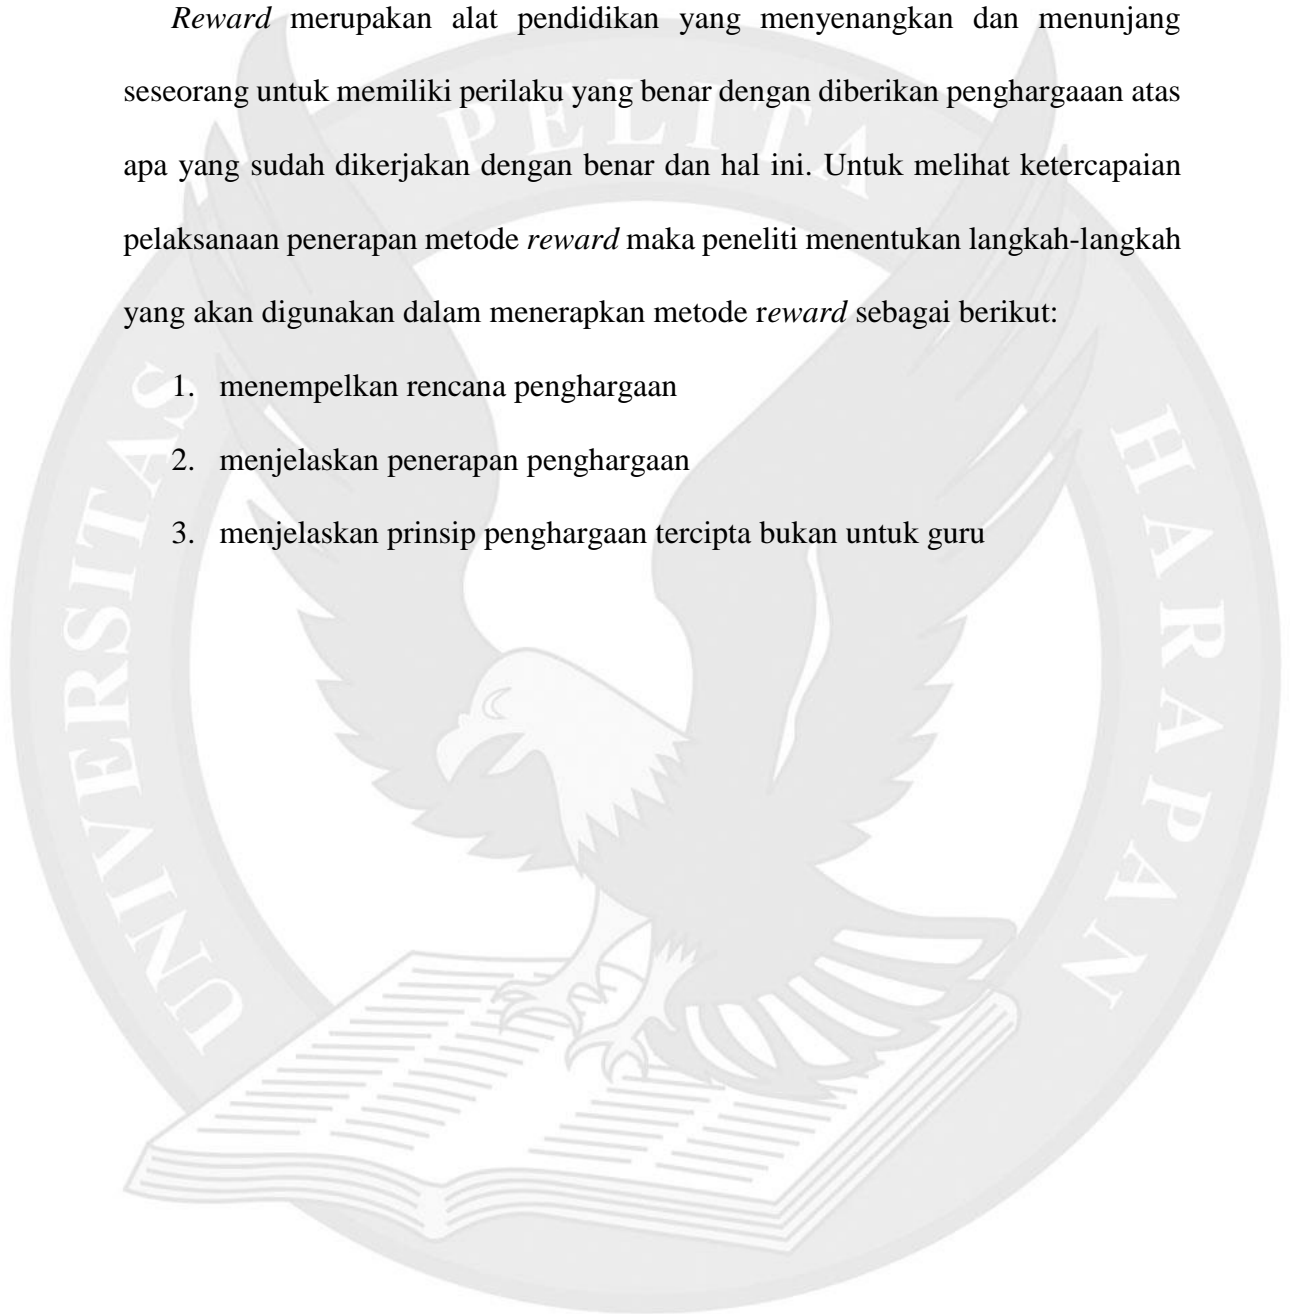 Reward merupakan alat pendidikan yang menyenangkan dan menunjang
seseorang untuk memiliki perilaku yang benar dengan diberikan penghargaaan atas
apa yang sudah dikerjakan dengan benar dan hal ini. Untuk melihat ketercapaian
pelaksanaan penerapan metode reward maka peneliti menentukan langkah-langkah
yang akan digunakan dalam menerapkan metode reward sebagai berikut:
1. menempelkan rencana penghargaan
2. menjelaskan penerapan penghargaan
3. menjelaskan prinsip penghargaan tercipta bukan untuk guru
UNIVERSITAS
PELITA
HARAPAN